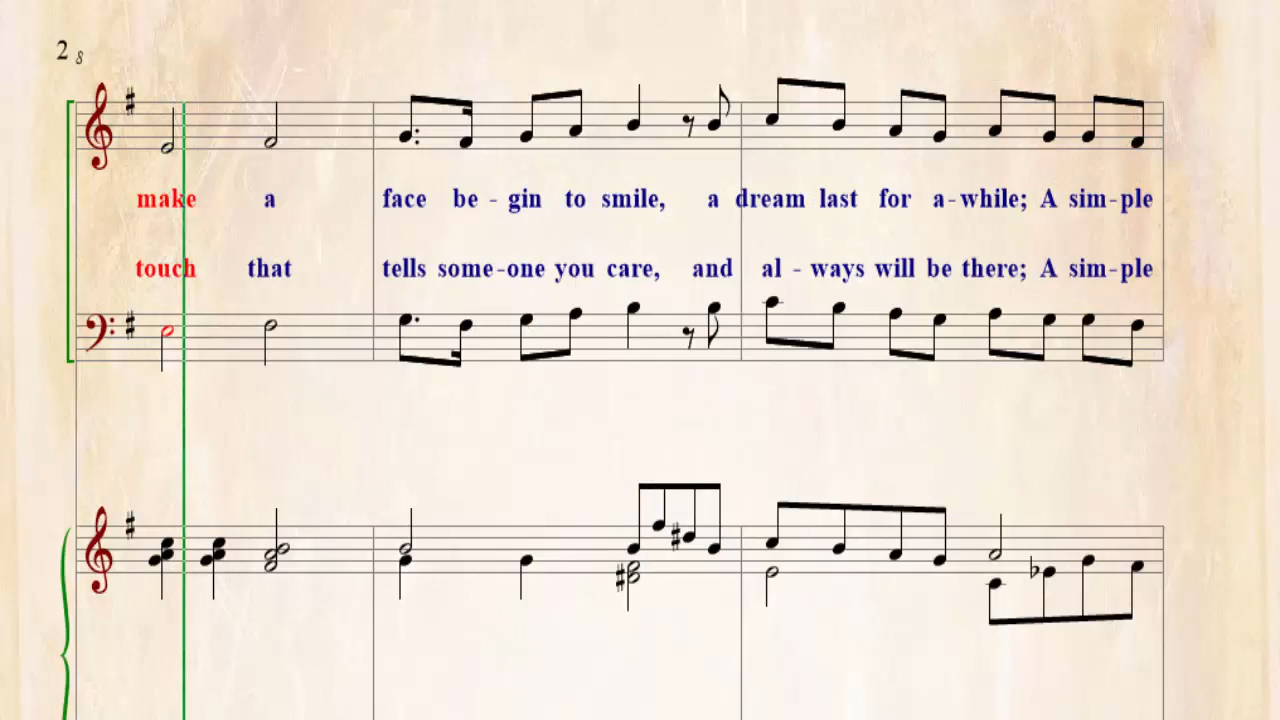 2 8
make a face be - gin to smile, a dream last for a - while; A sim - ple
touch that tells some - one you care, and al - ways will be there; A sim - ple